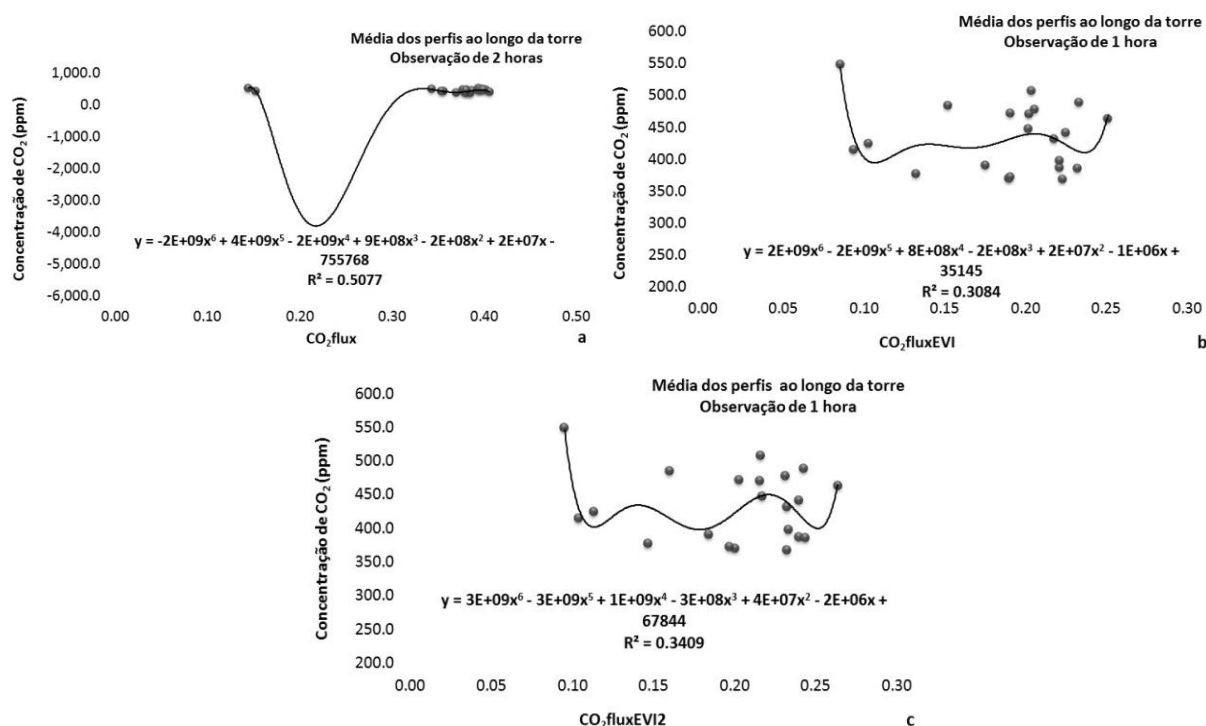 Média dos perfis ao longo da torre
Observação de 2 horas
Concentração de CO₂ (ppm)
1,000.0
0.0
-1,000.0
-2,000.0
-3,000.0
-4,000.0
-5,000.0
-6,000.0
y = -2E+09x⁶ + 4E+09x⁵ - 2E+09x⁴ + 9E+08x³ - 2E+08x² + 2E+07x -
755768
R² = 0.5077
0.00 0.10 0.20 0.30 0.40 0.50
CO₂flux
a
Média dos perfis ao longo da torre
Observação de 1 hora
Concentração de CO₂ (ppm)
600.0
550.0
500.0
450.0
400.0
350.0
300.0
250.0
200.0
y = 2E+09x⁶ - 2E+09x⁵ + 8E+08x⁴ - 2E+08x³ + 2E+07x² - 1E+06x +
35145
R² = 0.3084
0.00 0.05 0.10 0.15 0.20 0.25 0.30
CO₂fluxEVI
b
Média dos perfis ao longo da torre
Observação de 1 hora
Concentração de CO₂ (ppm)
600.0
550.0
500.0
450.0
400.0
350.0
300.0
250.0
200.0
y = 3E+09x⁶ - 3E+09x⁵ + 1E+09x⁴ - 3E+08x³ + 4E+07x² - 2E+06x +
67844
R² = 0.3409
0.00 0.05 0.10 0.15 0.20 0.25 0.30
CO₂fluxEVI2
c